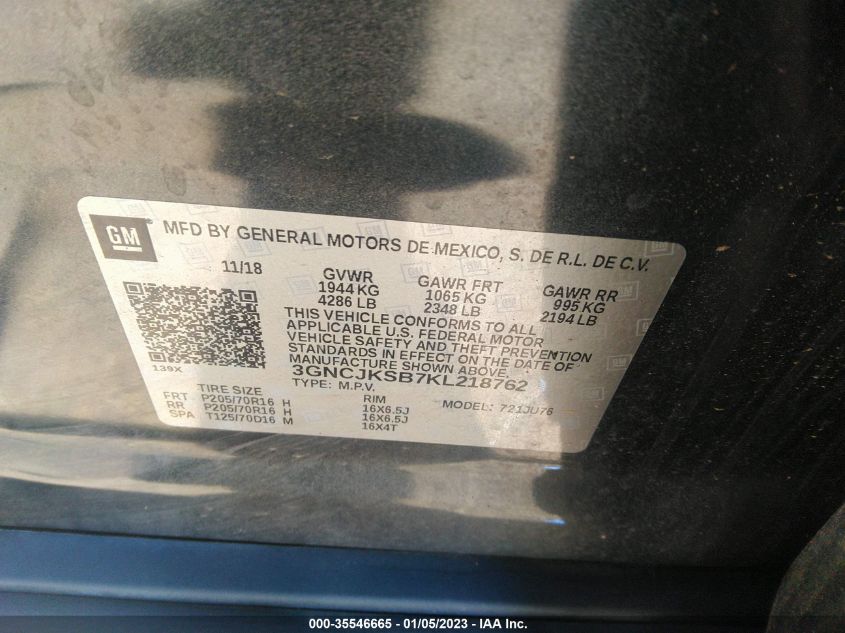 GM
MFD BY GENERAL MOTORS DE MEXICO, S. DE R.L. DE C.V.
11/18
GVWR
1944 KG
4286 LB
GAWR FRT
1065 KG
2348 LB
GAWR RR
995 KG
2194 LB
THIS VEHICLE CONFORMS TO ALL
APPLICABLE U.S. FEDERAL MOTOR
VEHICLE SAFETY AND THEFT PREVENTION
STANDARDS IN EFFECT ON THE DATE OF
MANUFACTURE SHOWN ABOVE.
139X
3GNCJKSB7KL218762
TYPE: M.P.V.
MODEL: 721JU76
TIRE SIZE
RIM
FRT P205/70R16 H 16X6.5J
RR P205/70R16 H 16X6.5J
SPA T125/70D16 M 16X4T
000-35546665 - 01/05/2023 - IAA Inc.